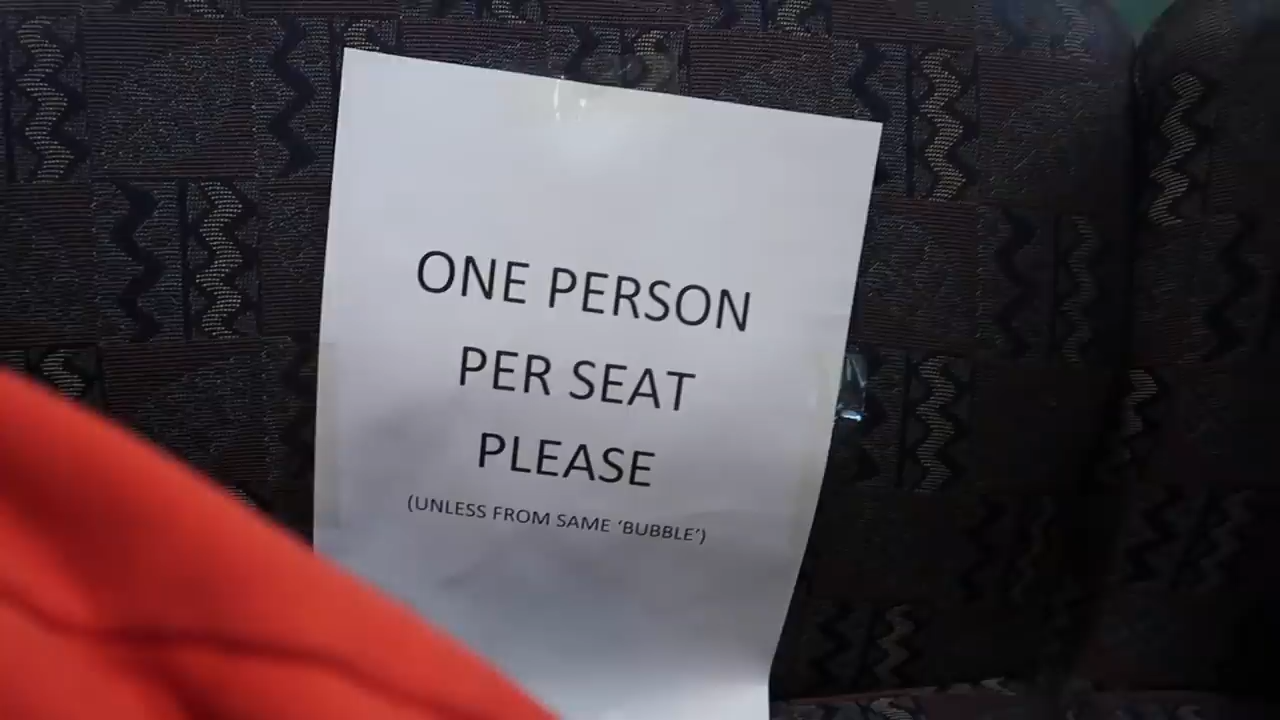 ONE PERSON
PER SEAT
PLEASE
(UNLESS FROM SAME ‘BUBBLE’)